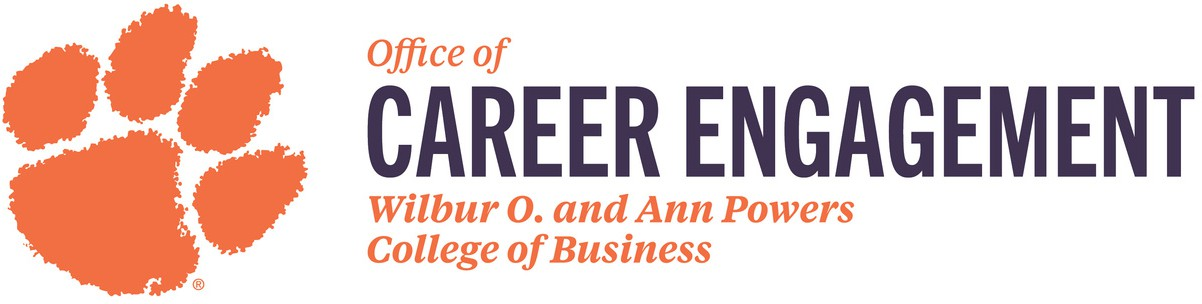 Office of
CAREER ENGAGEMENT
Wilbur O. and Ann Powers
College of Business
®